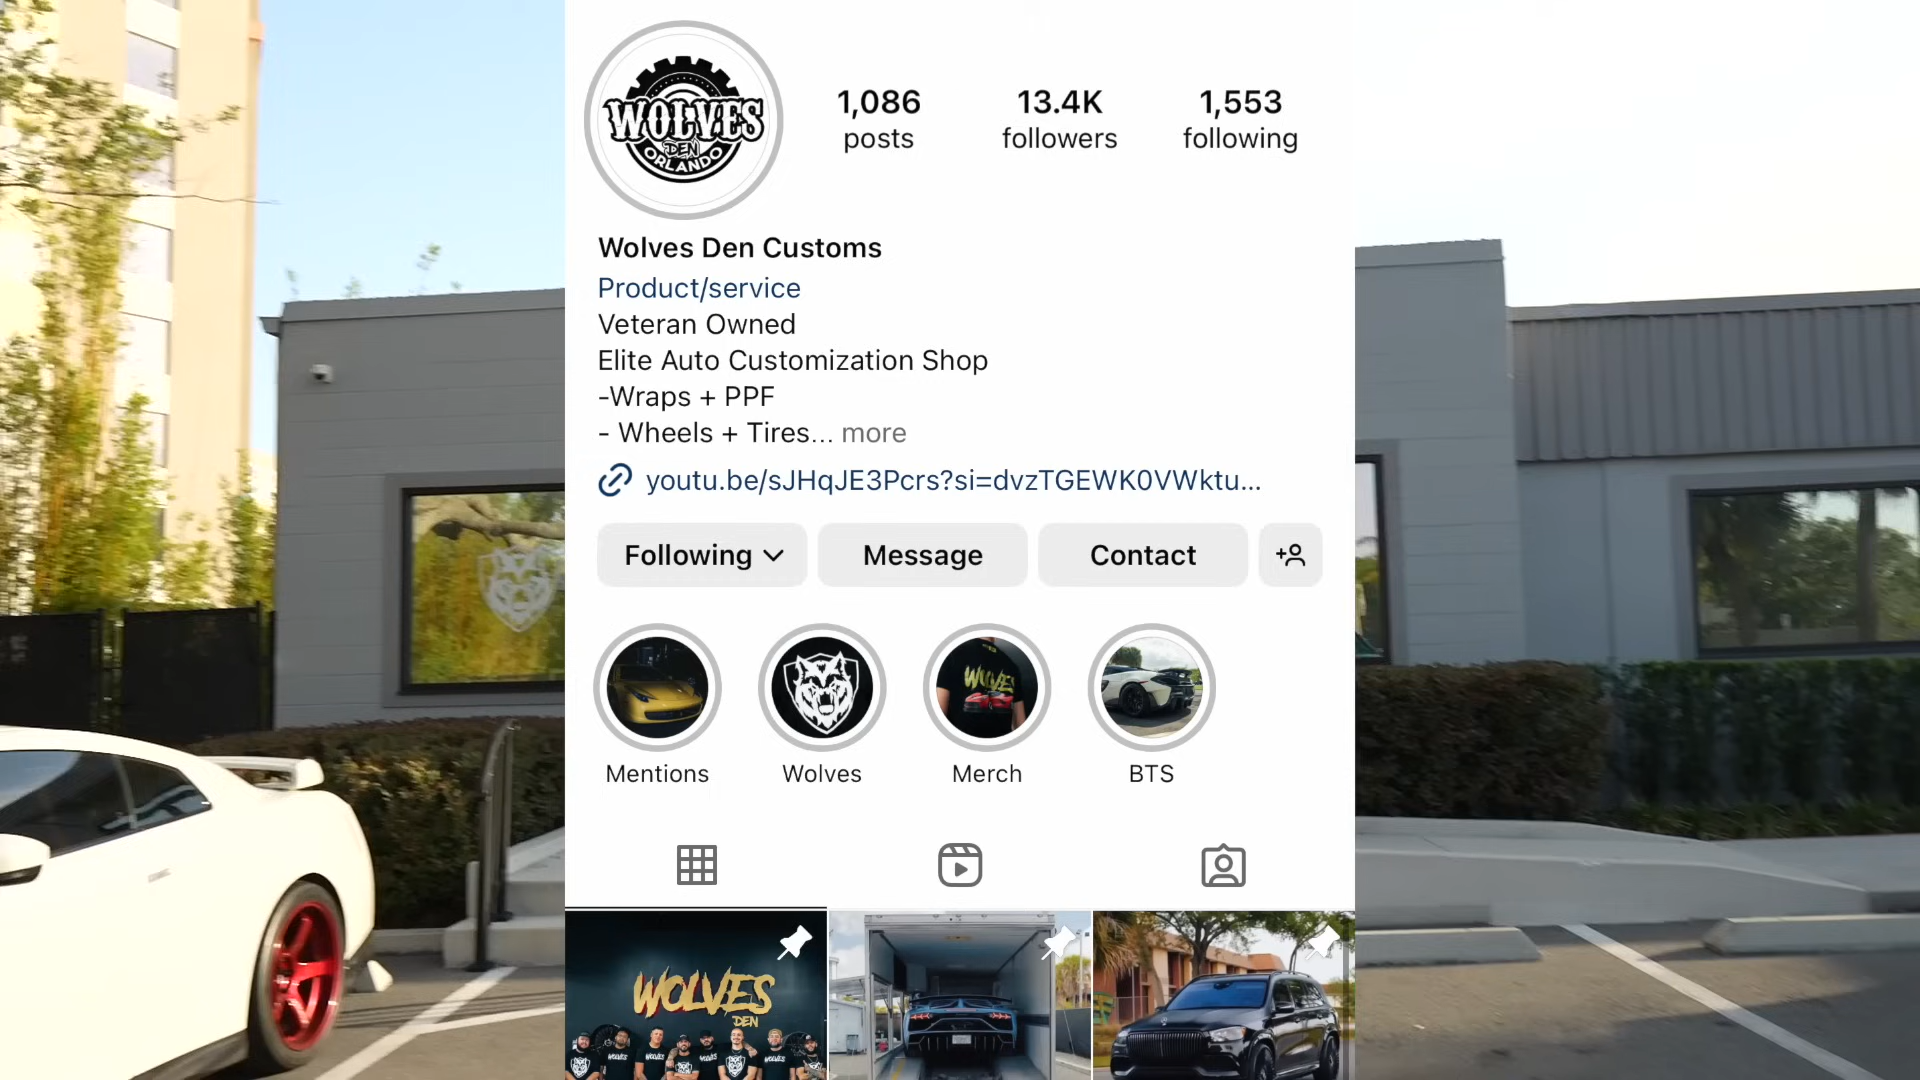 WOLVES
DEN
ORLANDO
1,086
posts
13.4K
followers
1,553
following
Wolves Den Customs
Product/service
Veteran Owned
Elite Auto Customization Shop
-Wraps + PPF
- Wheels + Tires... more
youtu.be/sJHqJE3Pcrs?si=dvzTGEWK0VWktu...
Following
Message
Contact
WOLVES
Mentions
Wolves
Merch
BTS
WOLVES
DEN